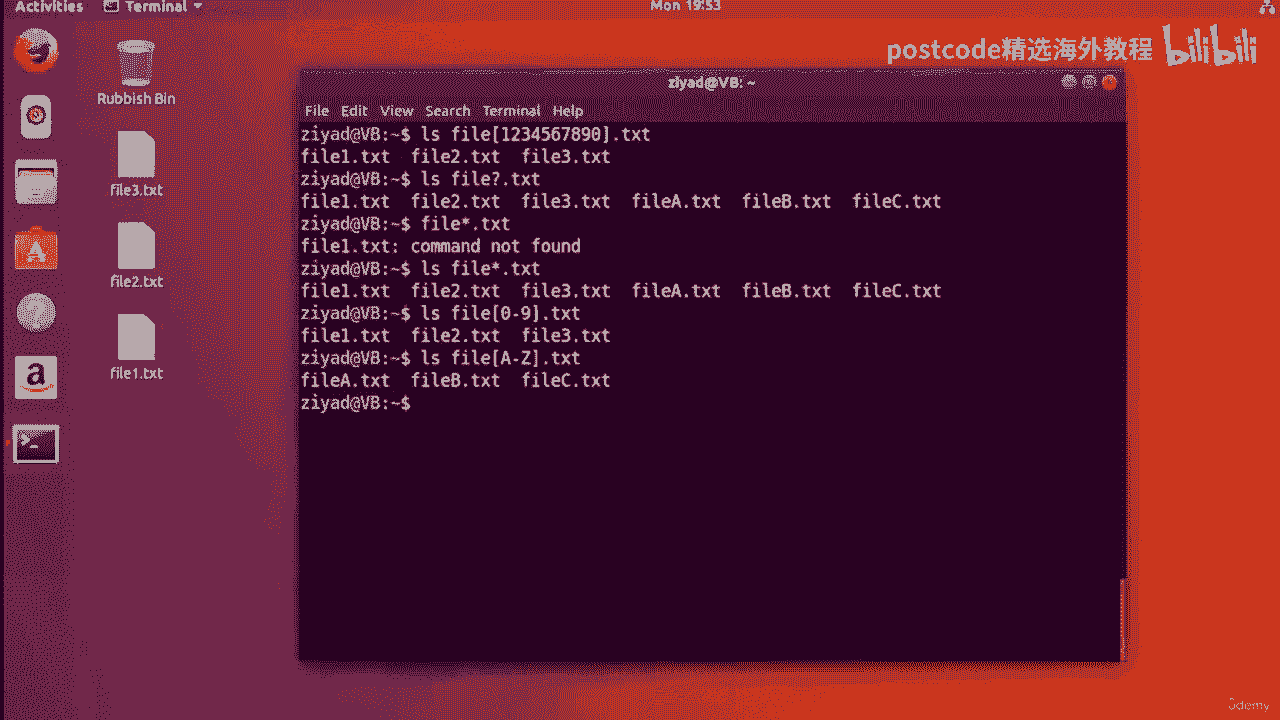 Activities Terminal Mon 19:53
postcode精选海外教程 bilibili
Rubbish Bin
file3.txt
file2.txt
file1.txt
ziyad@VB: ~
File Edit View Search Terminal Help
ziyad@VB:~$ ls file[1234567890].txt
file1.txt file2.txt file3.txt
ziyad@VB:~$ ls file?.txt
file1.txt file2.txt file3.txt fileA.txt fileB.txt fileC.txt
ziyad@VB:~$ file*.txt
file1.txt: command not found
ziyad@VB:~$ ls file*.txt
file1.txt file2.txt file3.txt fileA.txt fileB.txt fileC.txt
ziyad@VB:~$ ls file[0-9].txt
file1.txt file2.txt file3.txt
ziyad@VB:~$ ls file[A-Z].txt
fileA.txt fileB.txt fileC.txt
ziyad@VB:~$
a
ûdemy